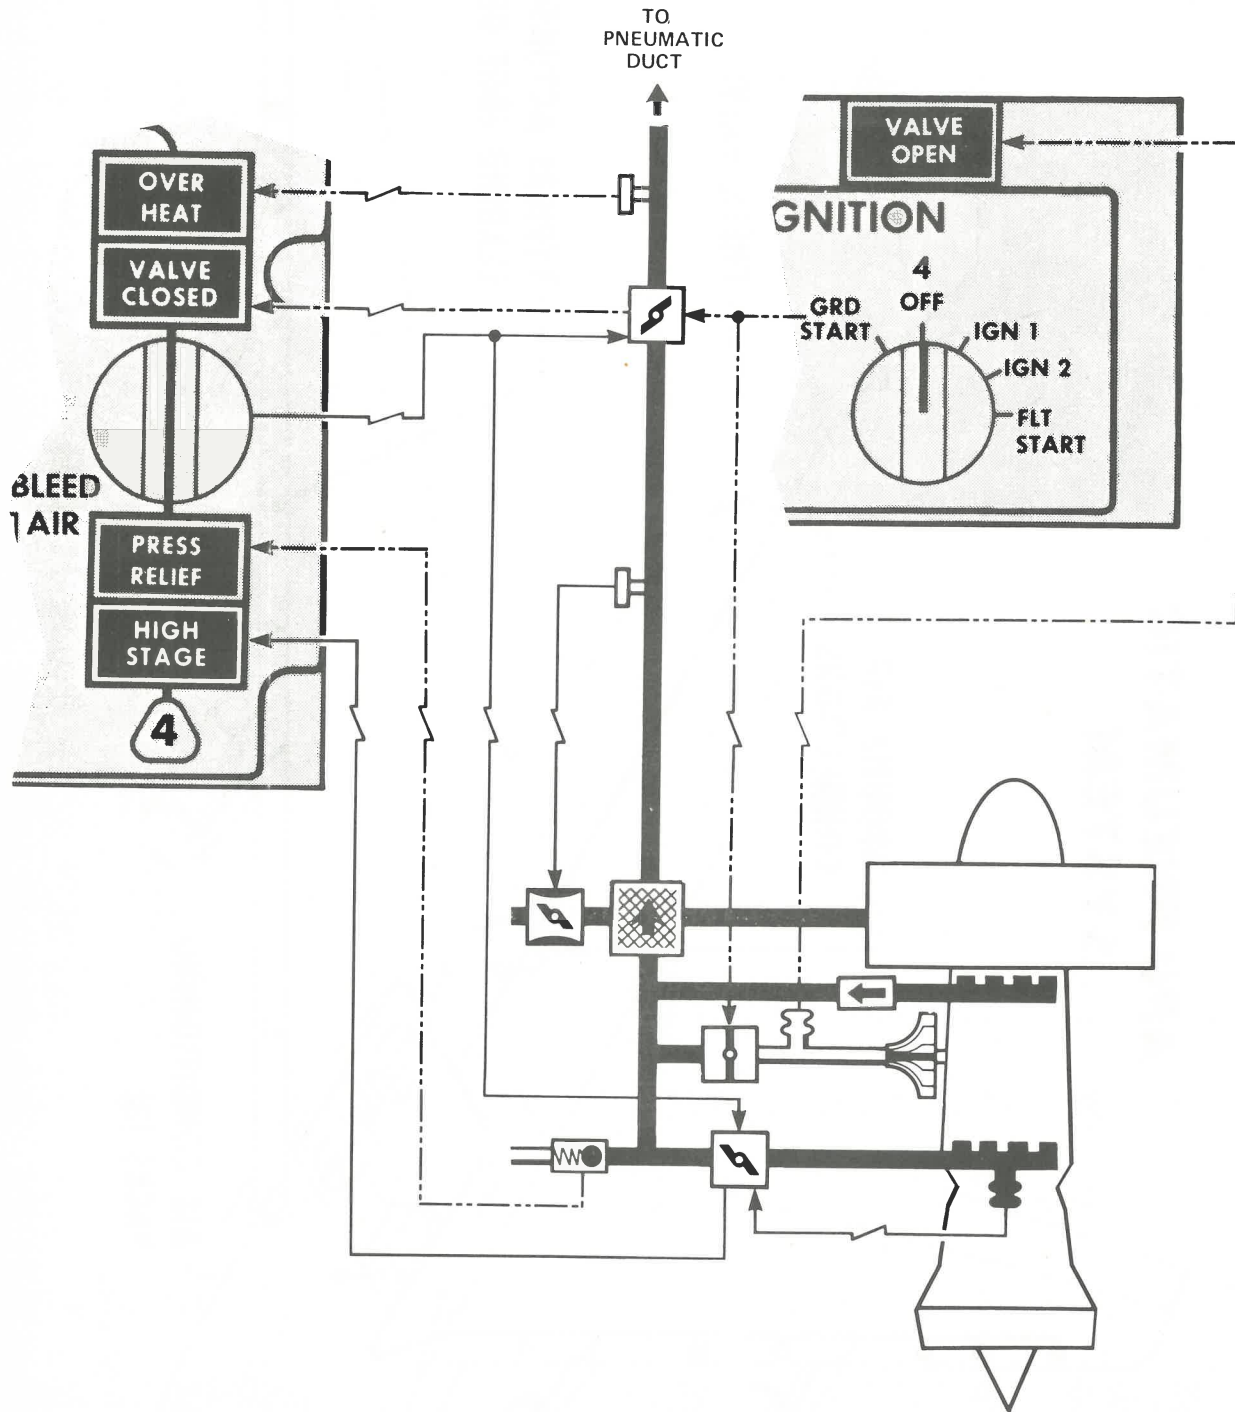 TO
PNEUMATIC
DUCT
OVER
HEAT
VALVE
CLOSED
BLEED
AIR
PRESS
RELIEF
HIGH
STAGE
4
VALVE
OPEN
GNITION
4
OFF
GRD
START
IGN 1
IGN 2
FLT
START